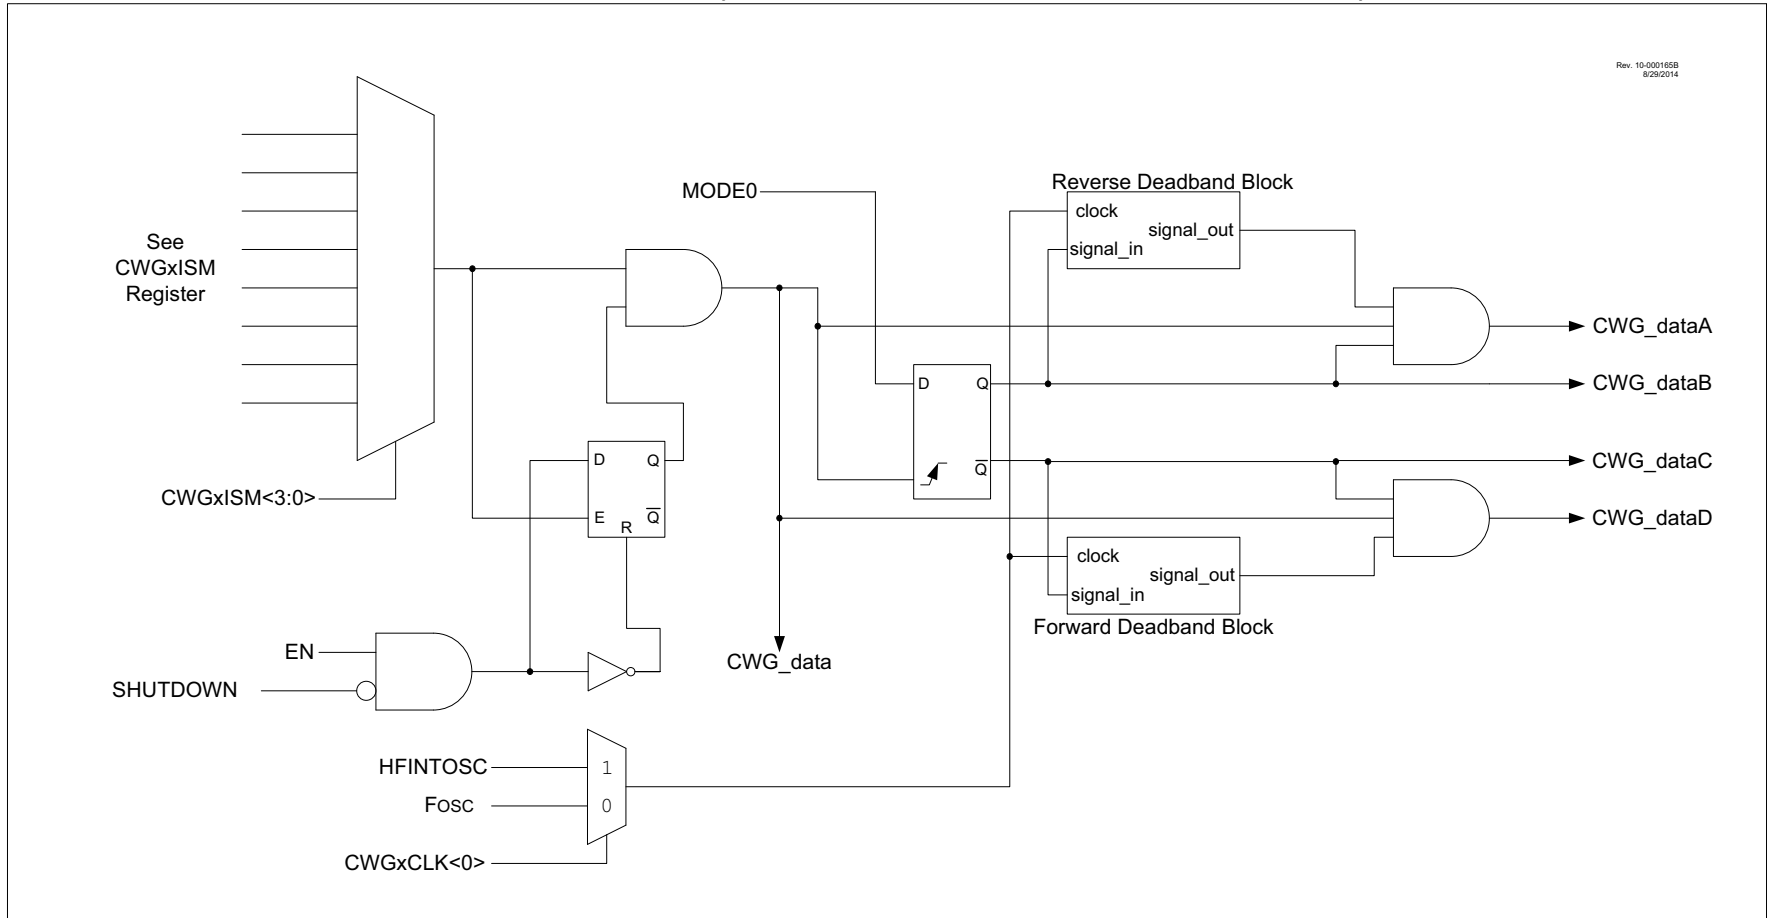 Rev. 10-000165B
8/29/2014
See
CWGxISM
Register
CWGxISM<3:0>
MODE0
Reverse Deadband Block
clock
signal_in
signal_out
D
Q
Q
D
Q
E
Q
R
CWG_dataA
CWG_dataB
CWG_dataC
CWG_dataD
clock
signal_in
signal_out
Forward Deadband Block
EN
SHUTDOWN
CWG_data
HFINTOSC
1
FOSC
0
CWGxCLK<0>